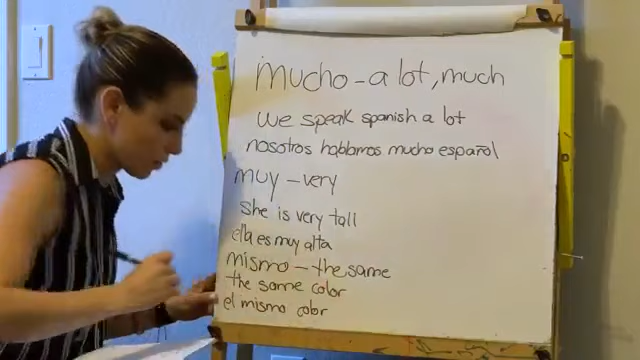 mucho - a lot, much
we speak spanish a lot
nosotros hablamos mucho español
muy - very
she is very tall
ella es muy alta
mismo - the same
the same color
el mismo color